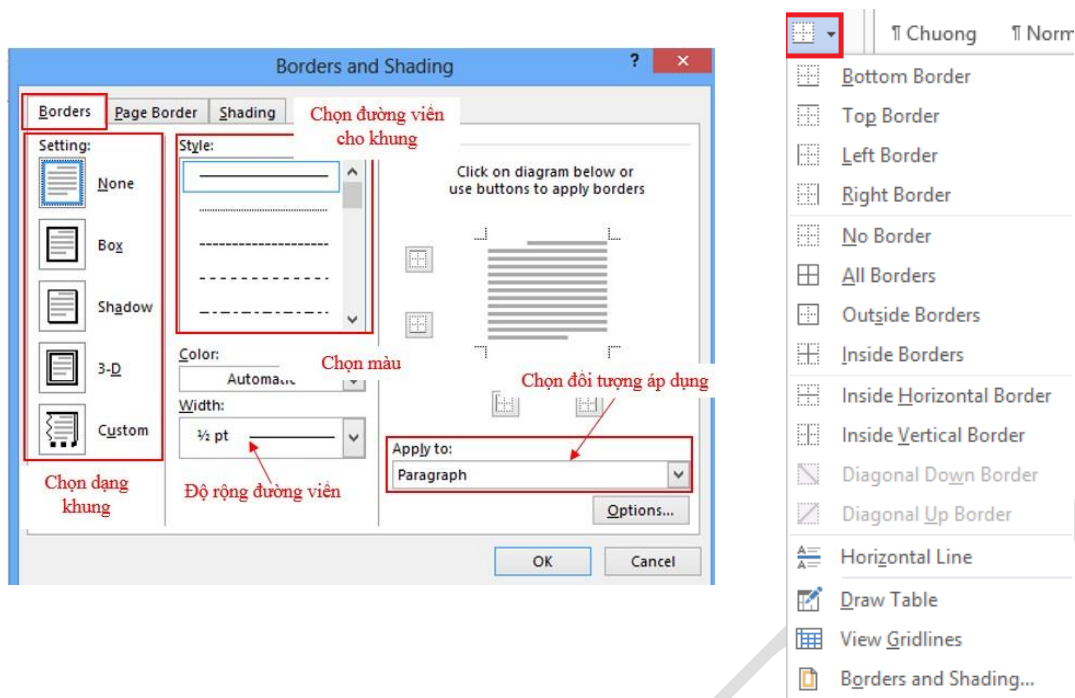 Borders and Shading
? ×
Borders Page Border Shading
Chọn đường viền
cho khung
Setting:
Style:
None
Box
Shadow
3-D
Custom
Click on diagram below or
use buttons to apply borders
Color:
Chọn màu
Width:
½ pt
Chọn đồi tượng áp dụng
Apply to:
Paragraph
Chọn dạng
khung
Độ rộng đường viền
Options...
OK Cancel
¶ Chuong ¶ Norm
Bottom Border
Top Border
Left Border
Right Border
No Border
All Borders
Outside Borders
Inside Borders
Inside Horizontal Border
Inside Vertical Border
Diagonal Down Border
Diagonal Up Border
Horizontal Line
Draw Table
View Gridlines
Borders and Shading...